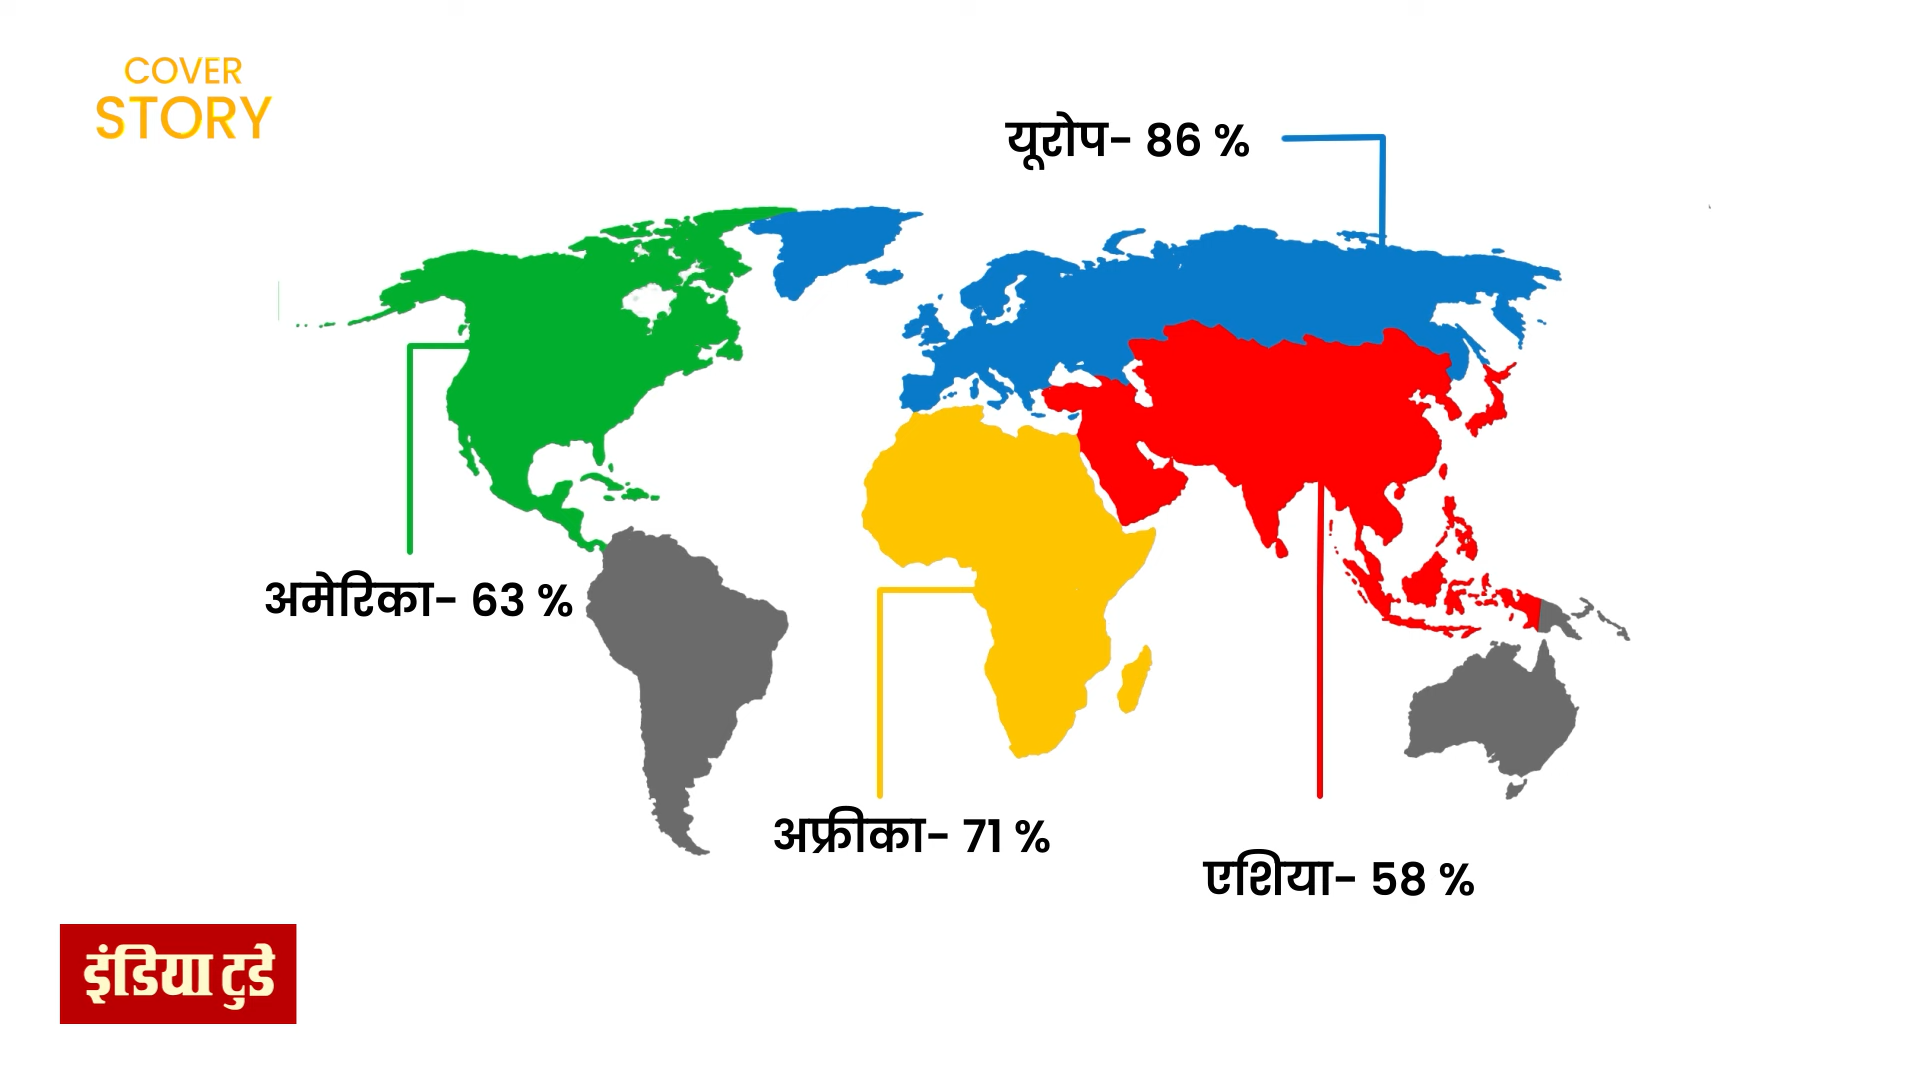 COVER
STORY
यूरोप- 86 %
अमेरिका- 63 %
अफ्रीका- 71 %
एशिया- 58 %
इंडिया टुडे